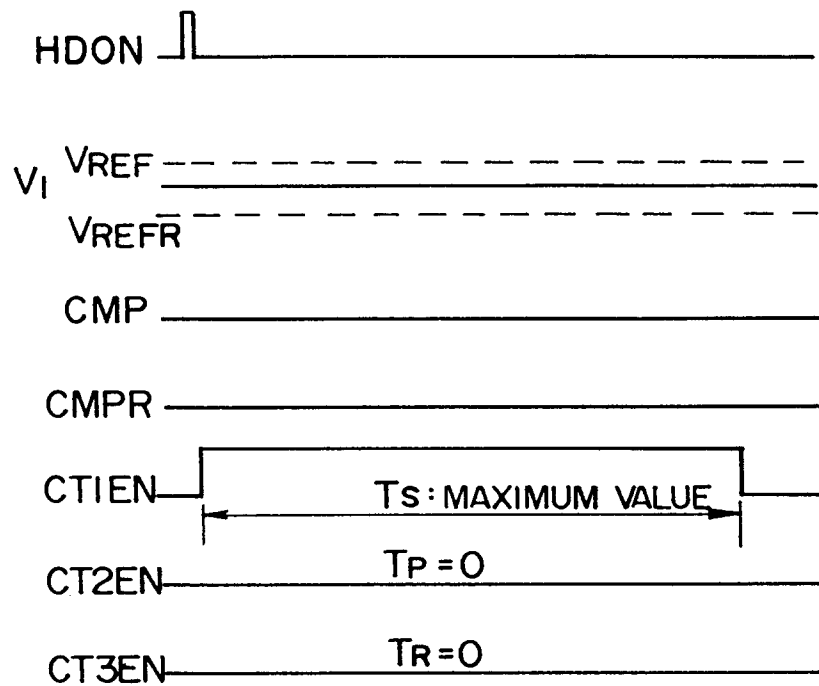 HDON
VREF
V1
VREFR
CMP
CMPR
CT1EN
TS: MAXIMUM VALUE
CT2EN
TP=0
CT3EN
TR=0